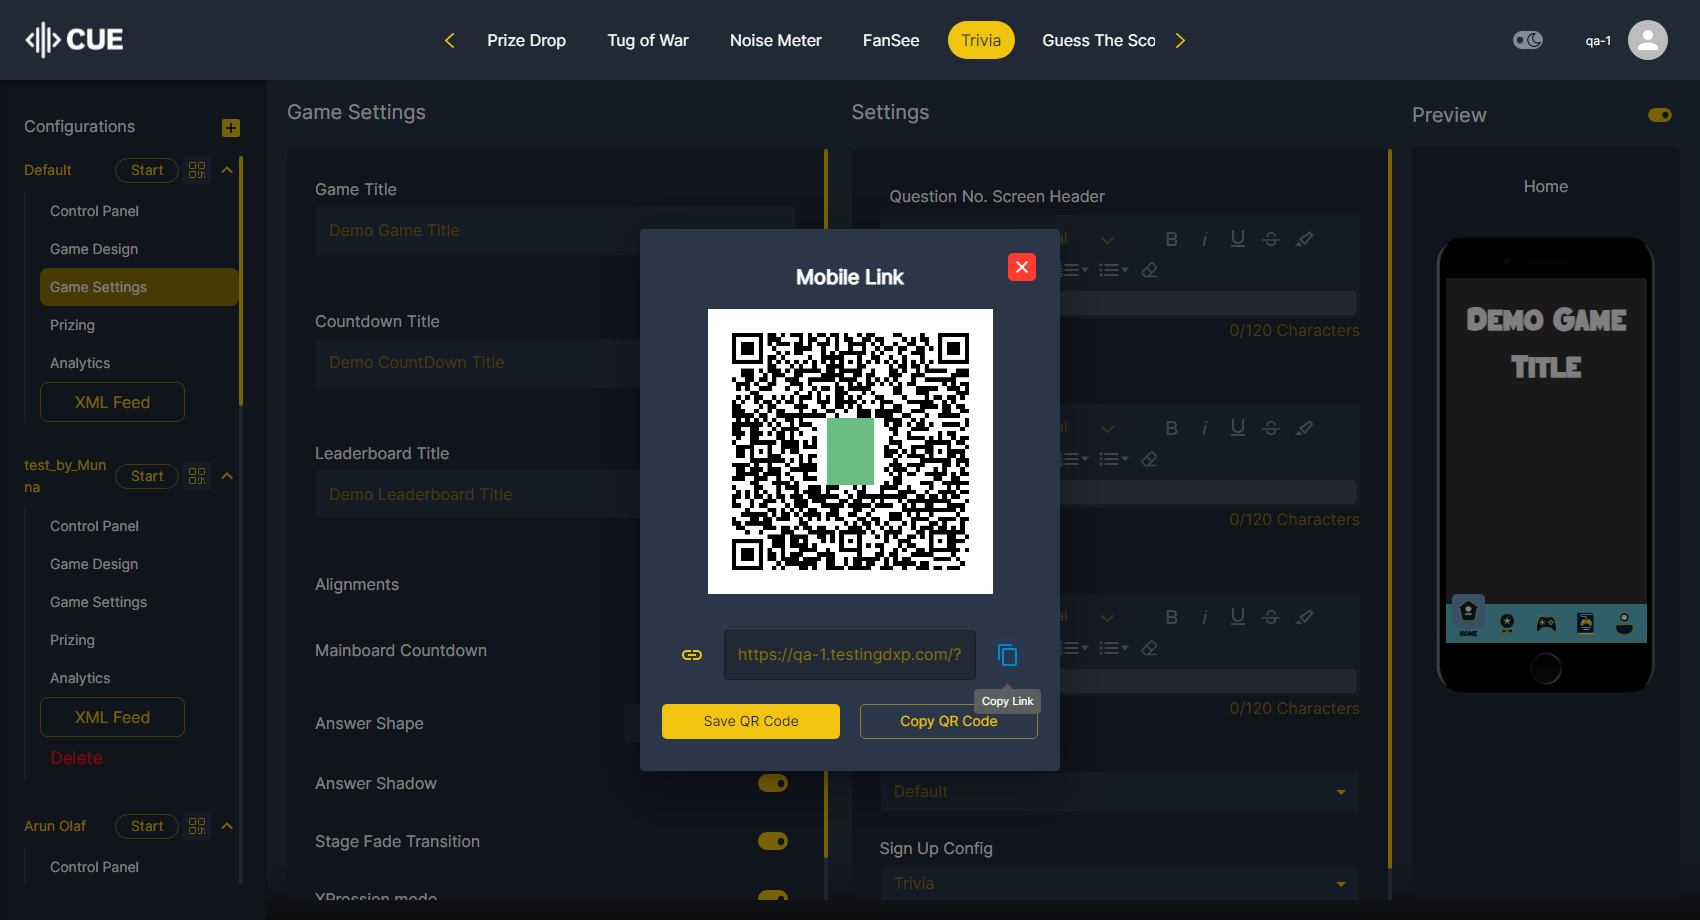 CUE
Prize Drop
Tug of War
Noise Meter
FanSee
Trivia
Guess The Sco
qa-1
Configurations
Default
Start
Control Panel
Game Design
Game Settings
Prizing
Analytics
XML Feed
test_by_Mun
na
Start
Control Panel
Game Design
Game Settings
Prizing
Analytics
XML Feed
Delete
Arun Olaf
Start
Control Panel
Game Settings
Game Title
Demo Game Title
Countdown Title
Demo CountDown Title
Leaderboard Title
Demo Leaderboard Title
Alignments
Mainboard Countdown
Answer Shape
Answer Shadow
Stage Fade Transition
XPression mode
Mobile Link
https://qa-1.testingdxp.com/?
Copy Link
Save QR Code
Copy QR Code
Settings
Question No. Screen Header
al
B i U S
0/120 Characters
al
B i U S
0/120 Characters
al
B i U S
0/120 Characters
Default
Sign Up Config
Trivia
Preview
Home
DEMO GAME
TITLE
HOME